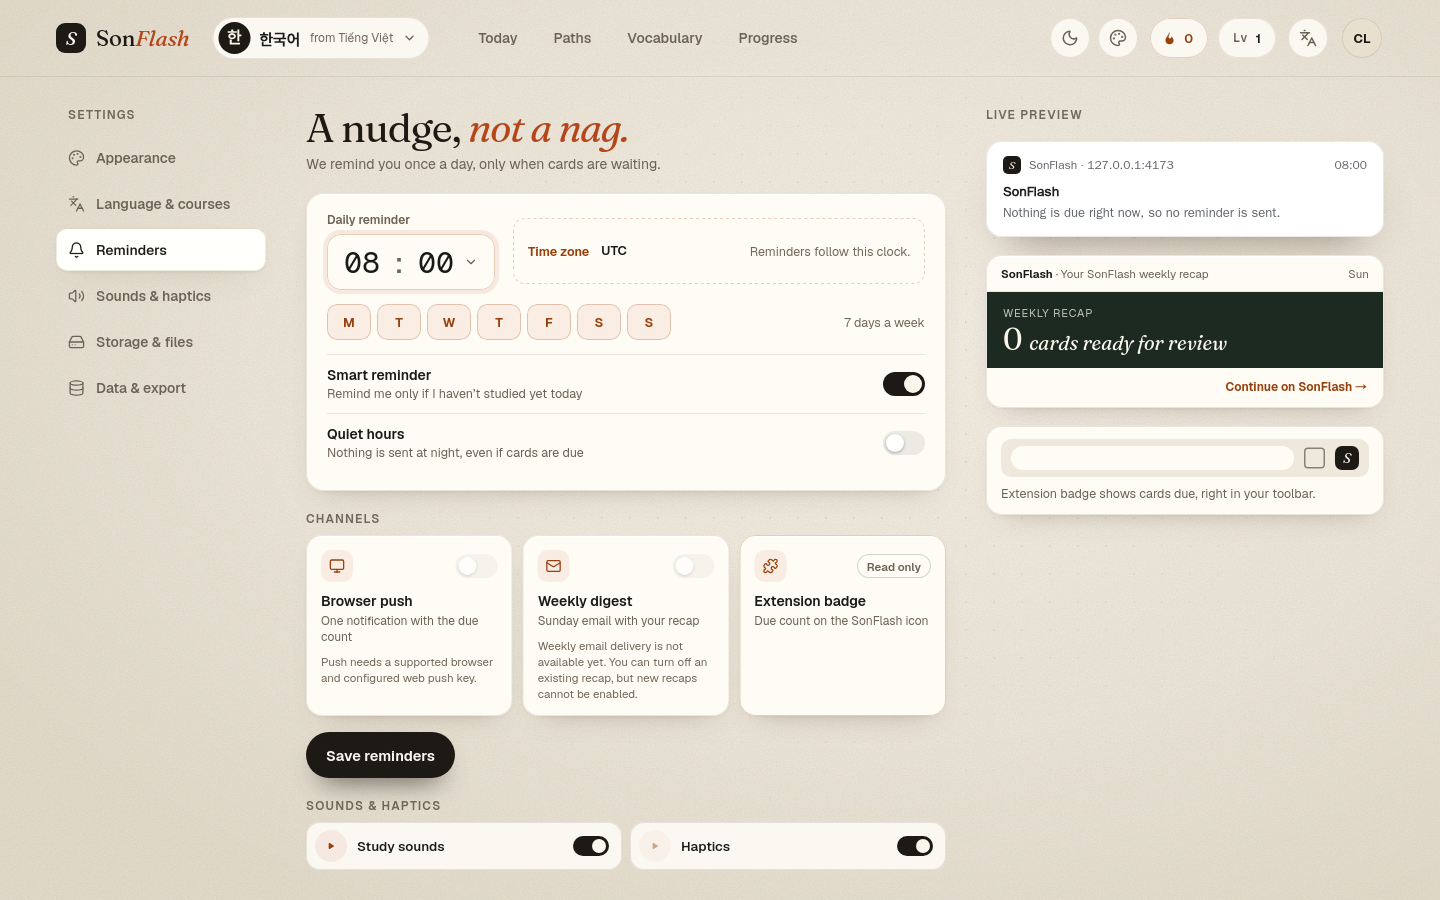 S SonFlash
한 한국어 from Tiếng Việt
Today
Paths
Vocabulary
Progress
0
Lv 1
CL
SETTINGS
Appearance
Language & courses
Reminders
Sounds & haptics
Storage & files
Data & export
A nudge, not a nag.
We remind you once a day, only when cards are waiting.
Daily reminder
08 : 00
Time zone UTC
Reminders follow this clock.
M T W T F S S
7 days a week
Smart reminder
Remind me only if I haven't studied yet today
Quiet hours
Nothing is sent at night, even if cards are due
CHANNELS
Browser push
One notification with the due
count
Push needs a supported browser
and configured web push key.
Weekly digest
Sunday email with your recap
Weekly email delivery is not
available yet. You can turn off an
existing recap, but new recaps
cannot be enabled.
Read only
Extension badge
Due count on the SonFlash icon
Save reminders
SOUNDS & HAPTICS
Study sounds
Haptics
LIVE PREVIEW
S SonFlash · 127.0.0.1:4173
08:00
SonFlash
Nothing is due right now, so no reminder is sent.
SonFlash · Your SonFlash weekly recap
Sun
WEEKLY RECAP
0 cards ready for review
Continue on SonFlash →
S
Extension badge shows cards due, right in your toolbar.